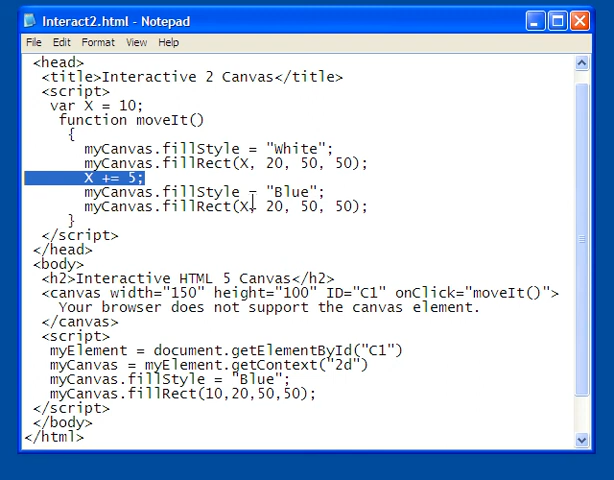 Interact2.html - Notepad
File Edit Format View Help
<head>
<title>Interactive 2 Canvas</title>
<script>
var X = 10;
function moveIt()
{
myCanvas.fillStyle = "White";
myCanvas.fillRect(X, 20, 50, 50);
X += 5;
myCanvas.fillStyle = "Blue";
myCanvas.fillRect(X, 20, 50, 50);
}
</script>
</head>
<body>
<h2>Interactive HTML 5 Canvas</h2>
<canvas width="150" height="100" ID="C1" onClick="moveIt()">
Your browser does not support the canvas element.
</canvas>
<script>
myElement = document.getElementById("C1")
myCanvas = myElement.getContext("2d")
myCanvas.fillStyle = "Blue";
myCanvas.fillRect(10,20,50,50);
</script>
</body>
</html>